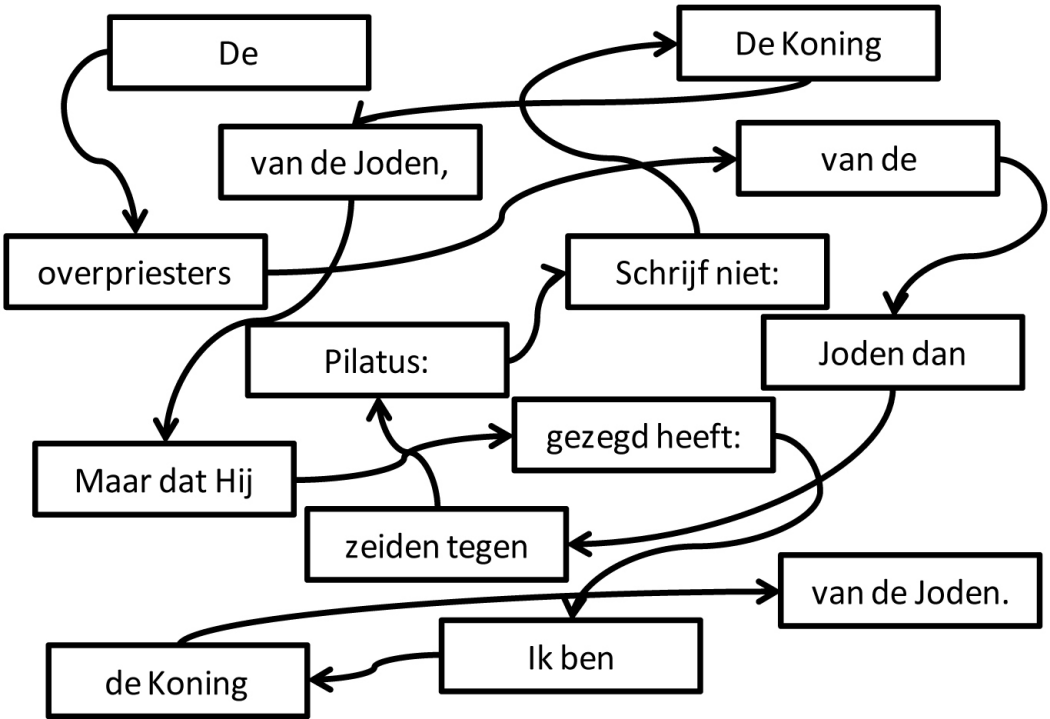 De
overpriesters
van de
Joden dan
zeiden tegen
Pilatus:
Schrijf niet:
De Koning
van de Joden,
Maar dat Hij
gezegd heeft:
Ik ben
de Koning
van de Joden.